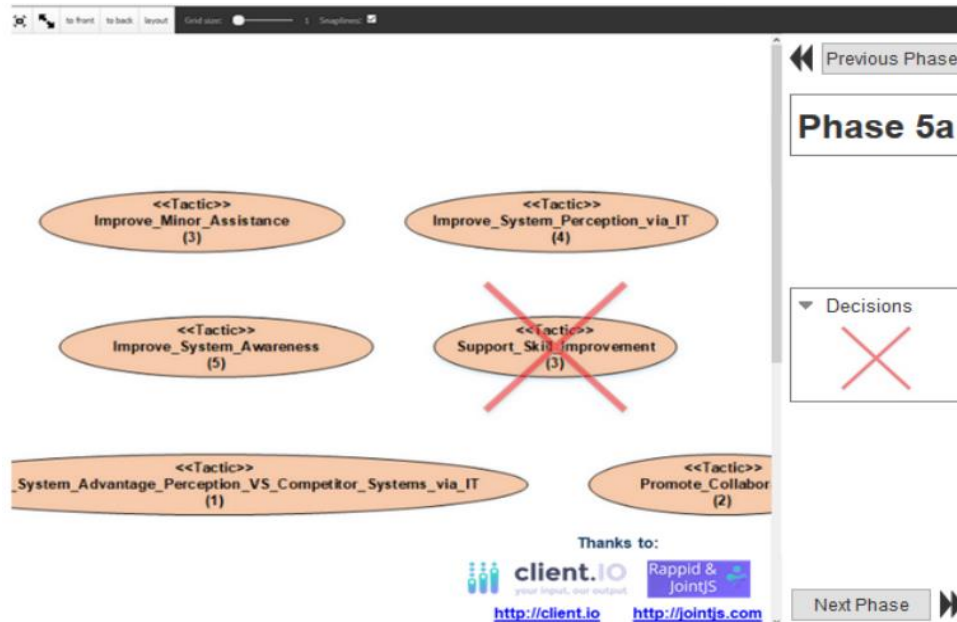 to front to back layout Grid size: 1 Snaplines:
Previous Phase
Phase 5a
<<Tactic>>
Improve_Minor_Assistance
(3)
<<Tactic>>
Improve_System_Perception_via_IT
(4)
Decisions
<<Tactic>>
Improve_System_Awareness
(5)
<<Tactic>>
Support_Skill_Improvement
(3)
<<Tactic>>
_System_Advantage_Perception_VS_Competitor_Systems_via_IT
(1)
<<Tactic>>
Promote_Collabor
(2)
Thanks to:
client.IO
your input, our output
Rappid &
JointJS
http://client.io
http://jointjs.com
Next Phase